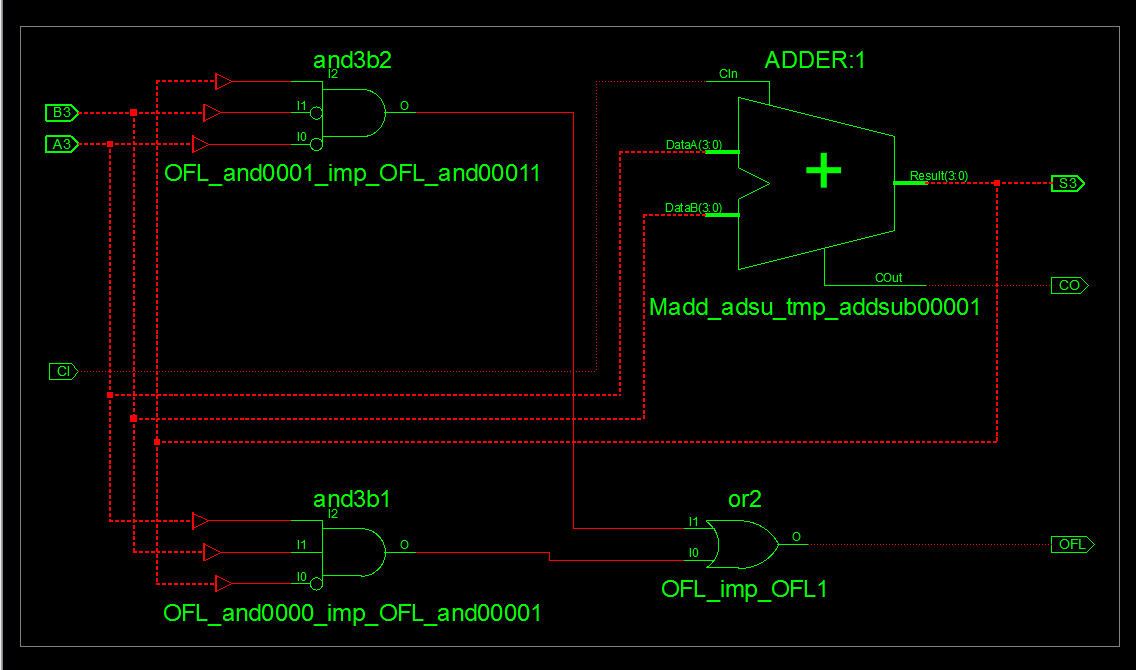 and3b2
I2
I1
I0
O
B3
A3
OFL_and0001_imp_OFL_and00011
ADDER:1
CIn
DataA(3:0)
DataB(3:0)
+
Result(3:0)
S3
COut
CO
Madd_adsu_tmp_addsub00001
CI
and3b1
I2
I1
I0
O
OFL_and0000_imp_OFL_and00001
or2
I1
I0
O
OFL
OFL_imp_OFL1